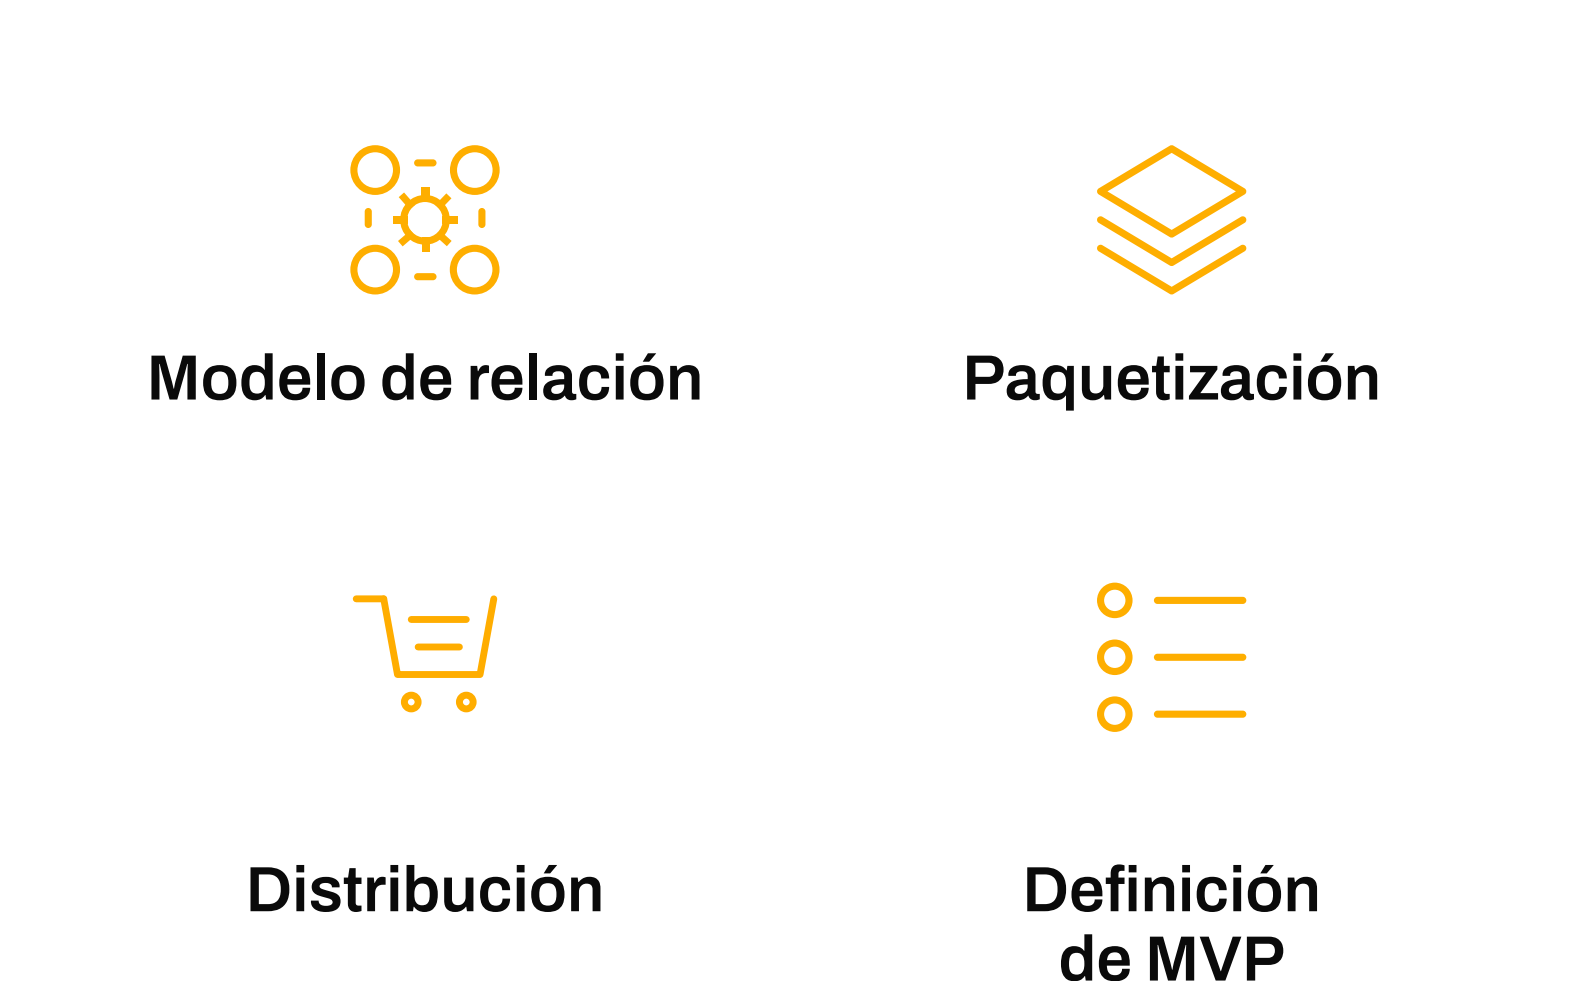 Modelo de relación
Paquetización
Distribución
Definición
de MVP